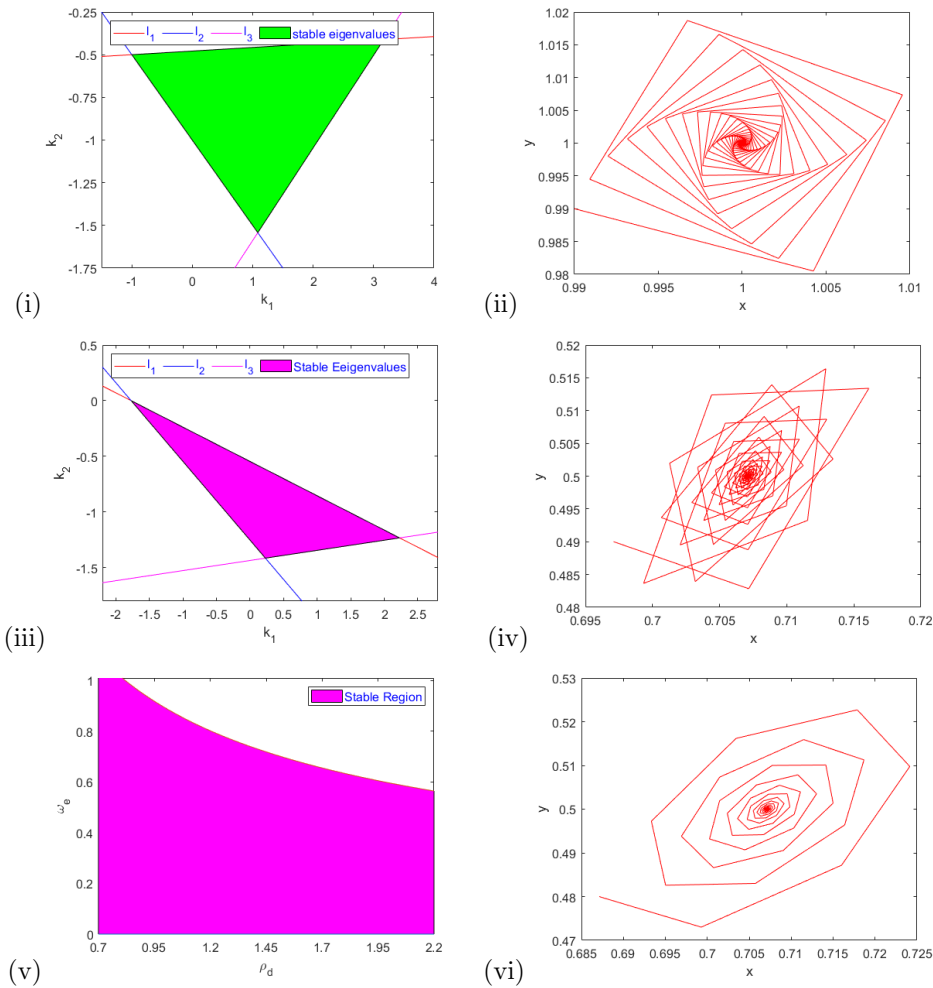 -0.25
l1 l2 l3 stable eigenvalues
-0.5
-0.75
-1
-1.25
-1.5
-1.75
k2
-1 0 1 2 3 4
k1
(i)
1.02
1.015
1.01
1.005
1
0.995
0.99
0.985
0.98
y
0.99 0.995 1 1.005 1.01
x
(ii)
0.5
l1 l2 l3 Stable Eeigenvalues
0
-0.5
-1
-1.5
k2
-2 -1.5 -1 -0.5 0 0.5 1 1.5 2 2.5
k1
(iii)
0.52
0.515
0.51
0.505
0.5
0.495
0.49
0.485
0.48
y
0.695 0.7 0.705 0.71 0.715 0.72
x
(iv)
1
Stable Region
0.8
0.6
0.4
0.2
0
ωe
0.7 0.95 1.2 1.45 1.7 1.95 2.2
ρd
(v)
0.53
0.52
0.51
0.5
0.49
0.48
0.47
y
0.685 0.69 0.695 0.7 0.705 0.71 0.715 0.72 0.725
x
(vi)